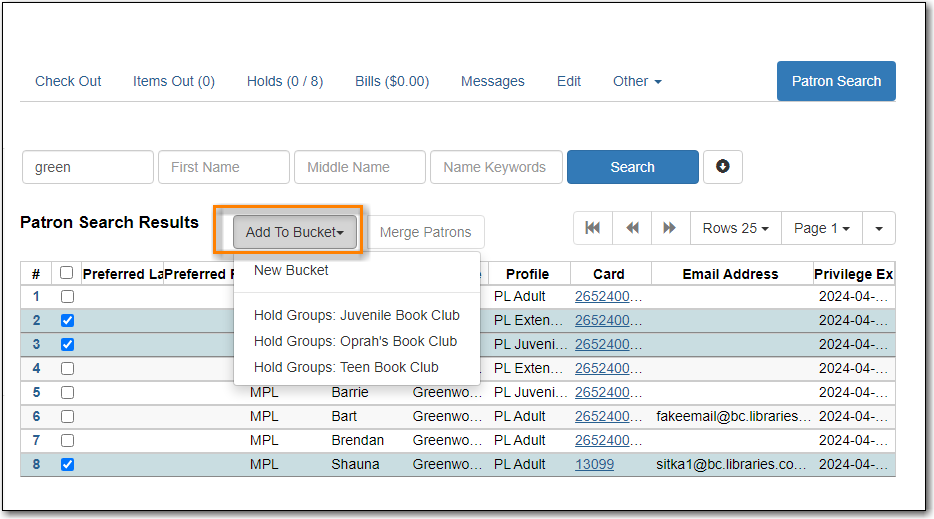 Check Out Items Out (0) Holds (0 / 8) Bills ($0.00) Messages Edit Other Patron Search
green First Name Middle Name Name Keywords Search
Patron Search Results Add To Bucket Merge Patrons Rows 25 Page 1
# Preferred La Preferred F Profile Card Email Address Privilege Ex
New Bucket
Hold Groups: Juvenile Book Club
Hold Groups: Oprah's Book Club
Hold Groups: Teen Book Club
1 PL Adult 2652400… 2024-04-…
2 PL Exten… 2652400… 2024-04-…
3 PL Juveni… 2652400… 2024-04-…
4 PL Exten… 2652400… 2024-04-…
5 MPL Barrie Greenwo… PL Juveni… 2652400… 2024-04-…
6 MPL Bart Greenwo… PL Adult 2652400… fakeemail@bc.libraries… 2024-04-…
7 MPL Brendan Greenwo… PL Adult 2652400… 2024-04-…
8 MPL Shauna Greenwo… PL Adult 13099 sitka1@bc.libraries.co… 2024-04-…